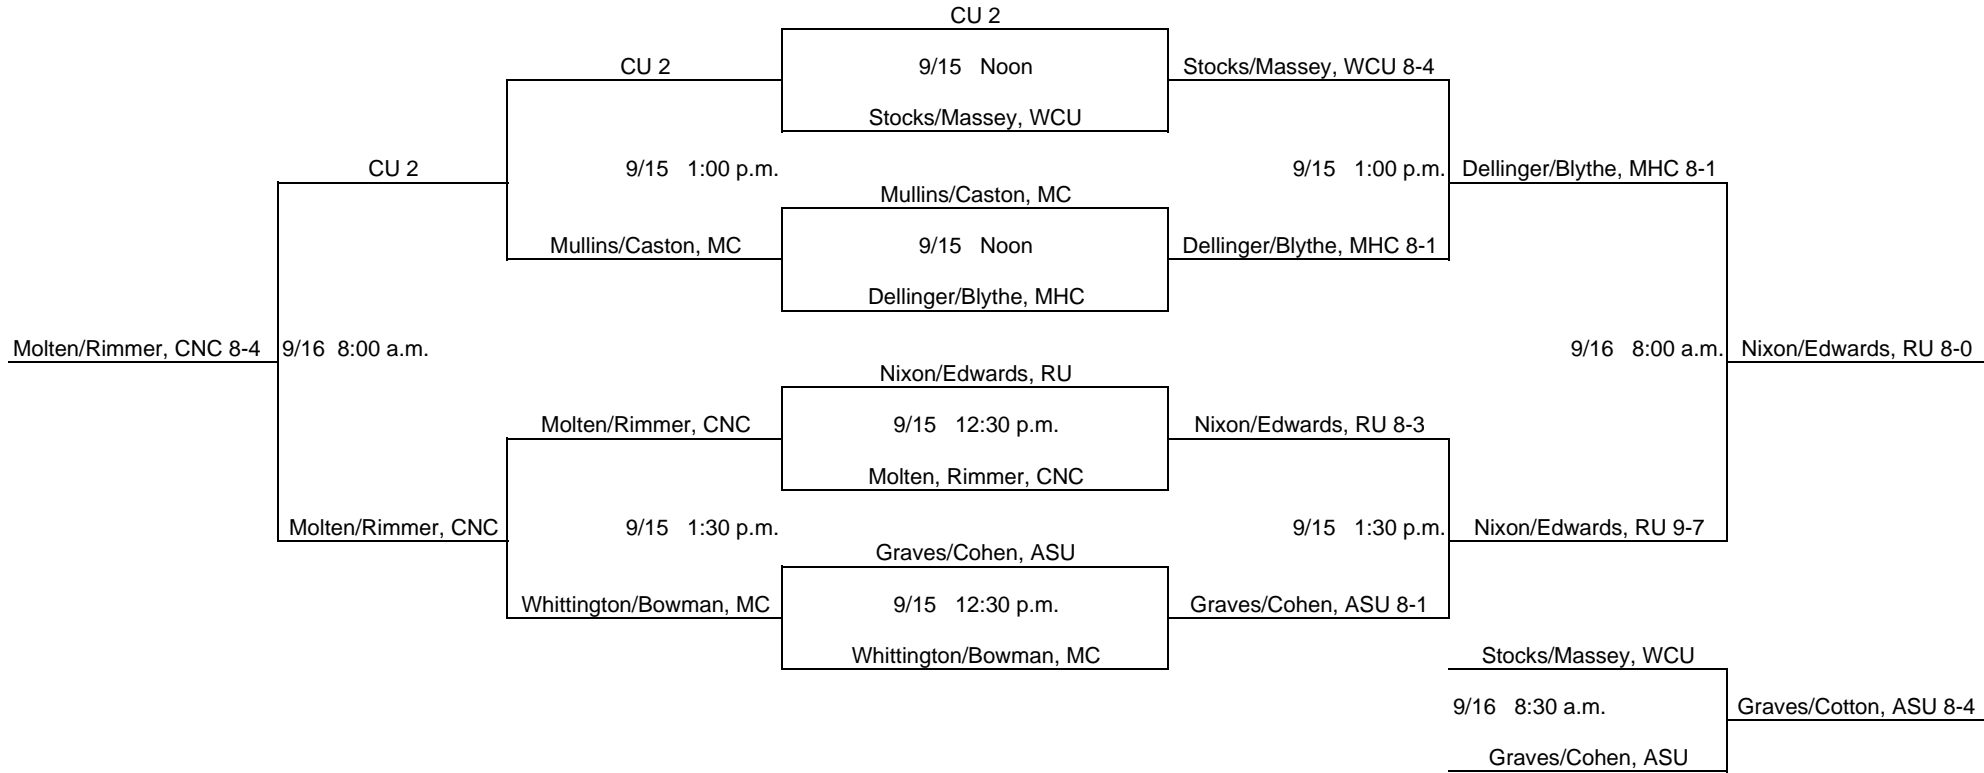 CU 2
CU 2
9/15 Noon
Stocks/Massey, WCU 8-4
Stocks/Massey, WCU
CU 2
9/15 1:00 p.m.
9/15 1:00 p.m.
Dellinger/Blythe, MHC 8-1
Mullins/Caston, MC
Mullins/Caston, MC
9/15 Noon
Dellinger/Blythe, MHC 8-1
Dellinger/Blythe, MHC
Molten/Rimmer, CNC 8-4
9/16 8:00 a.m.
9/16 8:00 a.m.
Nixon/Edwards, RU 8-0
Nixon/Edwards, RU
Molten/Rimmer, CNC
9/15 12:30 p.m.
Nixon/Edwards, RU 8-3
Molten, Rimmer, CNC
Molten/Rimmer, CNC
9/15 1:30 p.m.
9/15 1:30 p.m.
Nixon/Edwards, RU 9-7
Graves/Cohen, ASU
Whittington/Bowman, MC
9/15 12:30 p.m.
Graves/Cohen, ASU 8-1
Whittington/Bowman, MC
Stocks/Massey, WCU
9/16 8:30 a.m.
Graves/Cotton, ASU 8-4
Graves/Cohen, ASU